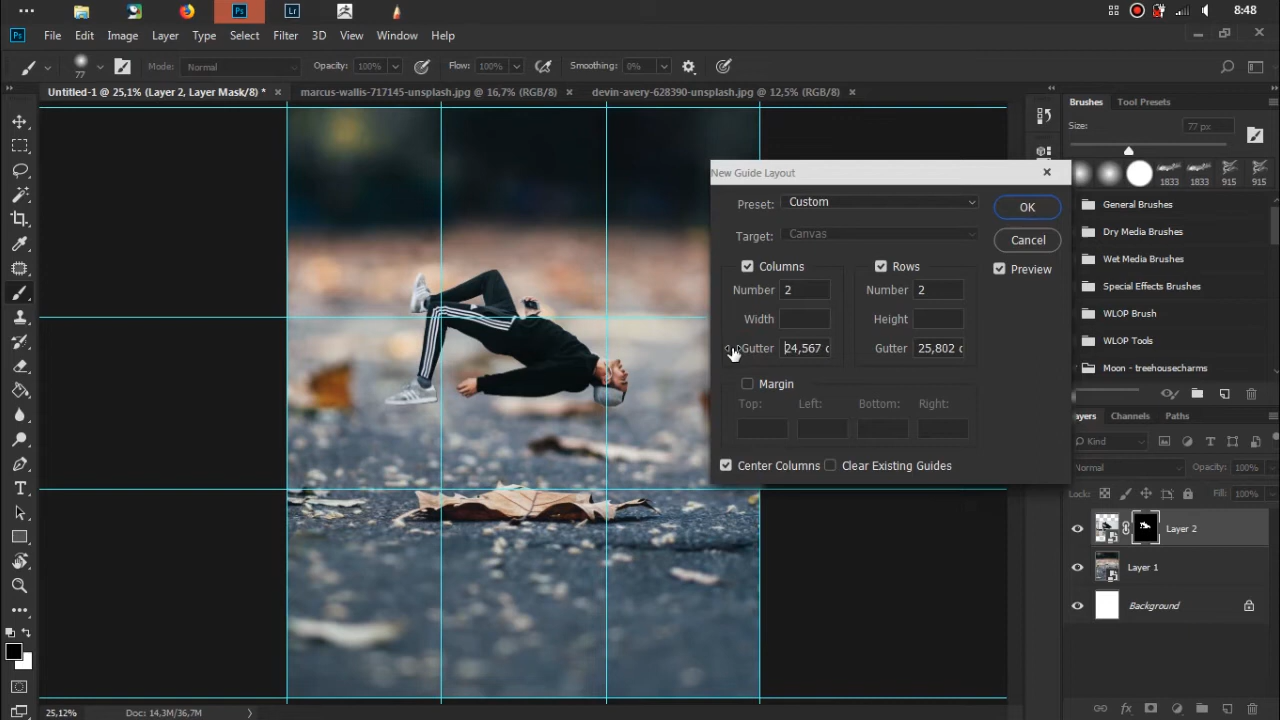 Ps
Lr
8:48
Ps
File
Edit
Image
Layer
Type
Select
Filter
3D
View
Window
Help
77
Mode:
Normal
Opacity:
100%
Flow:
100%
Smoothing:
0%
Untitled-1 @ 25,1% (Layer 2, Layer Mask/8) *
marcus-wallis-717145-unsplash.jpg @ 16,7% (RGB/8)
devin-avery-628390-unsplash.jpg @ 12,5% (RGB/8)
Brushes
Tool Presets
Size:
77 px
1833
1833
915
915
General Brushes
Dry Media Brushes
Wet Media Brushes
Special Effects Brushes
WLOP Brush
WLOP Tools
Moon - treehousecharms
New Guide Layout
Preset:
Custom
OK
Target:
Canvas
Cancel
Columns
Rows
Preview
Number
2
Number
2
Width
Height
Gutter
24,567 c
Gutter
25,802 c
Margin
Top:
Left:
Bottom:
Right:
Center Columns
Clear Existing Guides
ayers
Channels
Paths
Kind
Normal
Opacity:
100%
Lock:
Fill:
100%
Layer 2
Layer 1
Background
25,12%
Doc: 14,3M/36,7M
fx